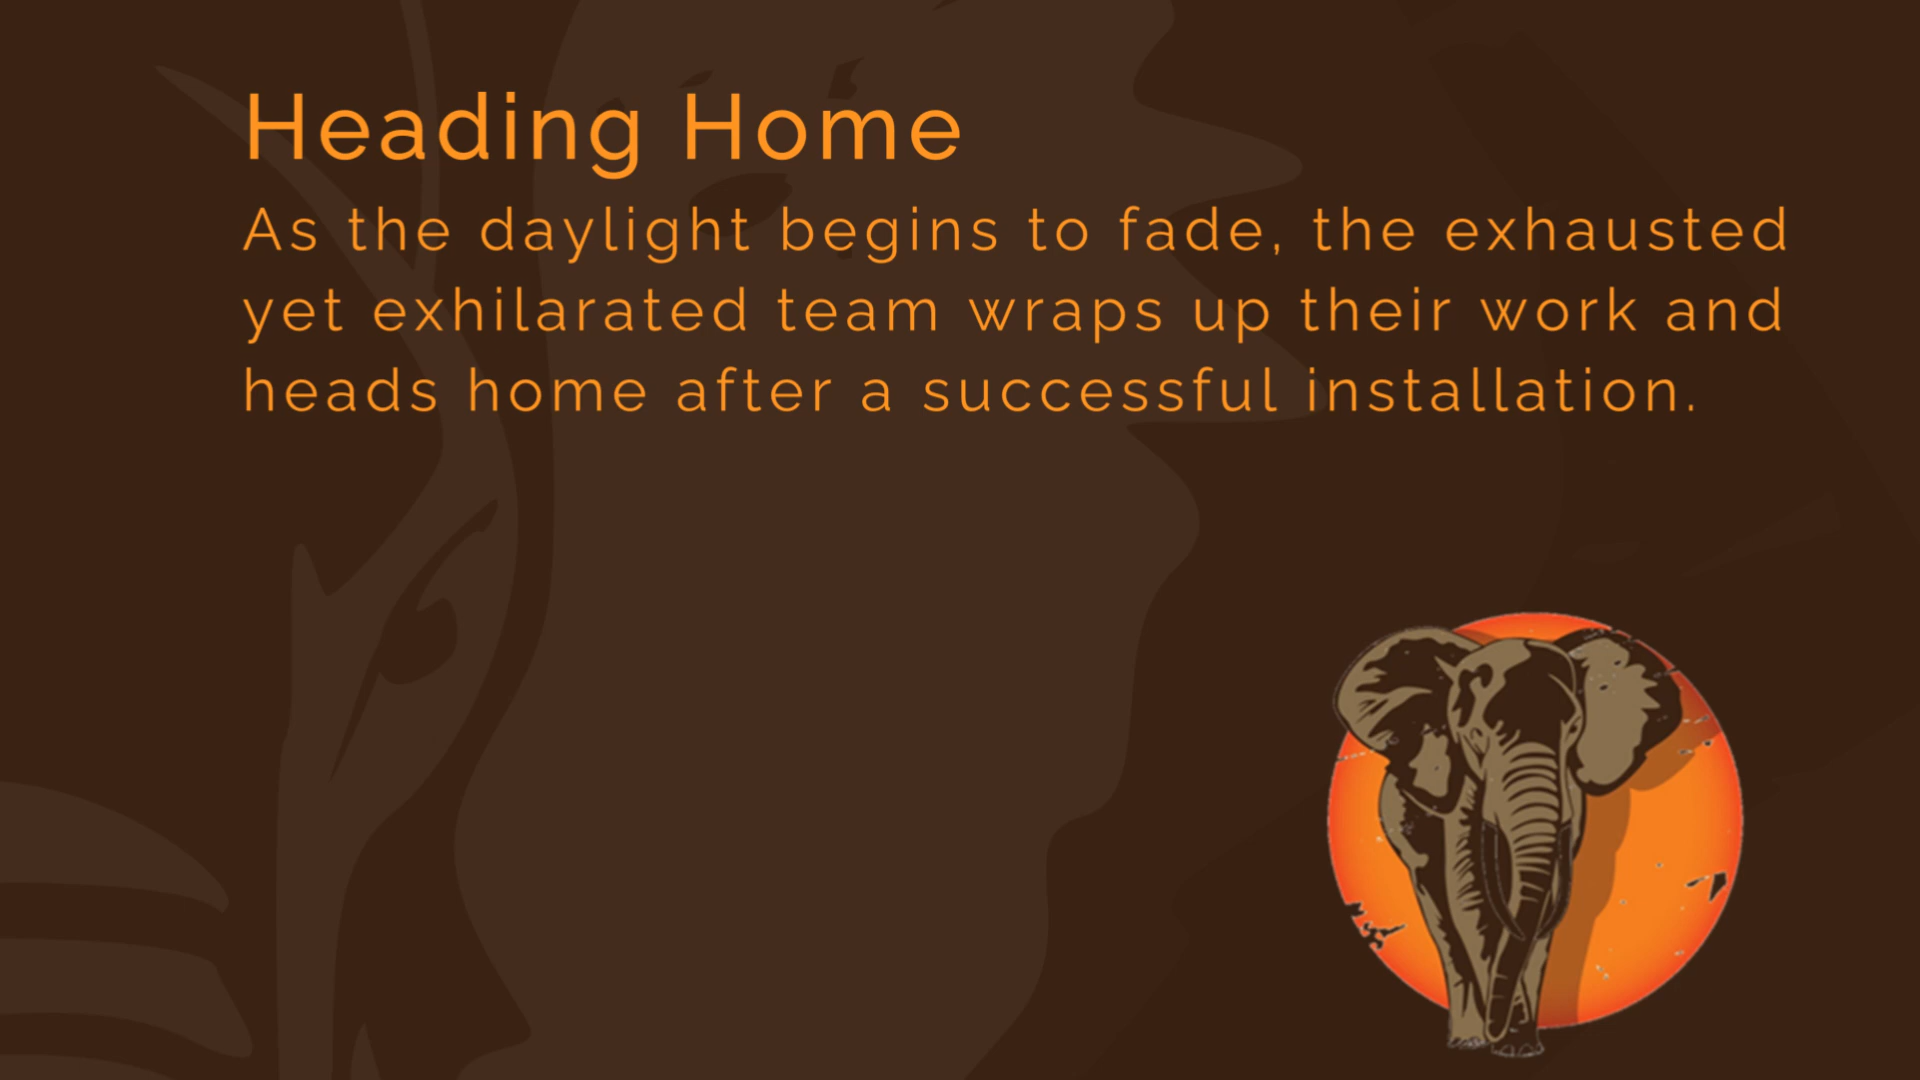 Heading Home
As the daylight begins to fade, the exhausted
yet exhilarated team wraps up their work and
heads home after a successful installation.